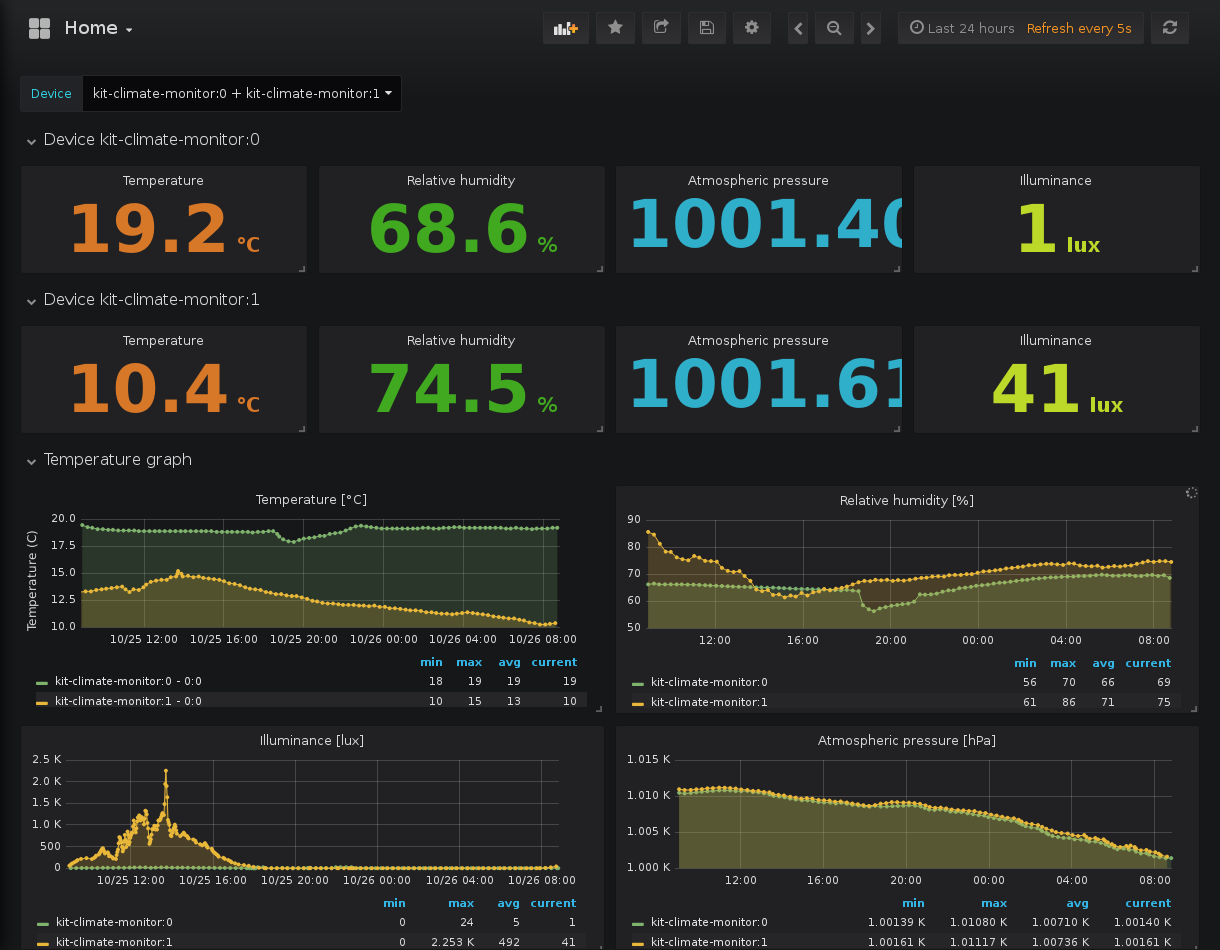 Home
Last 24 hours Refresh every 5s
Device kit-climate-monitor:0 + kit-climate-monitor:1
Device kit-climate-monitor:0
Temperature Relative humidity Atmospheric pressure Illuminance
19.2 °C 68.6 % 1001.40 1 lux
Device kit-climate-monitor:1
Temperature Relative humidity Atmospheric pressure Illuminance
10.4 °C 74.5 % 1001.61 41 lux
Temperature graph
Temperature [°C]
Temperature (C)
20.0
17.5
15.0
12.5
10.0
10/25 12:00 10/25 16:00 10/25 20:00 10/26 00:00 10/26 04:00 10/26 08:00
min max avg current
kit-climate-monitor:0 - 0:0 18 19 19 19
kit-climate-monitor:1 - 0:0 10 15 13 10
Relative humidity [%]
90
80
70
60
50
12:00 16:00 20:00 00:00 04:00 08:00
min max avg current
kit-climate-monitor:0 56 70 66 69
kit-climate-monitor:1 61 86 71 75
Illuminance [lux]
2.5 K
2.0 K
1.5 K
1.0 K
500
0
10/25 12:00 10/25 16:00 10/25 20:00 10/26 00:00 10/26 04:00 10/26 08:00
min max avg current
kit-climate-monitor:0 0 24 5 1
kit-climate-monitor:1 0 2.253 K 492 41
Atmospheric pressure [hPa]
1.015 K
1.010 K
1.005 K
1.000 K
12:00 16:00 20:00 00:00 04:00 08:00
min max avg current
kit-climate-monitor:0 1.00139 K 1.01080 K 1.00710 K 1.00140 K
kit-climate-monitor:1 1.00161 K 1.01117 K 1.00736 K 1.00161 K